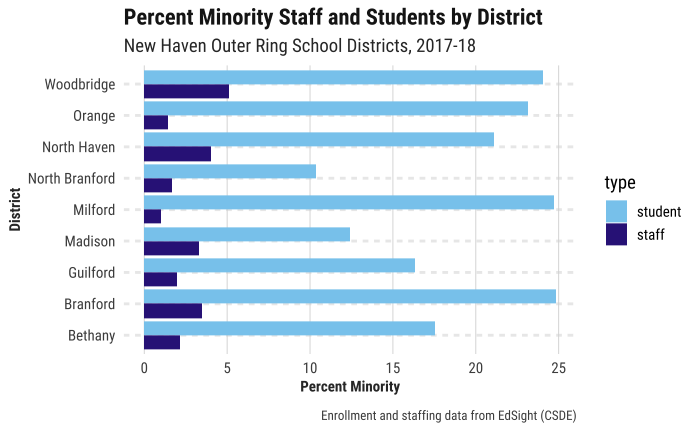 Percent Minority Staff and Students by District
New Haven Outer Ring School Districts, 2017-18
District
Woodbridge
Orange
North Haven
North Branford
Milford
Madison
Guilford
Branford
Bethany
0 5 10 15 20 25
Percent Minority
type
student
staff
Enrollment and staffing data from EdSight (CSDE)